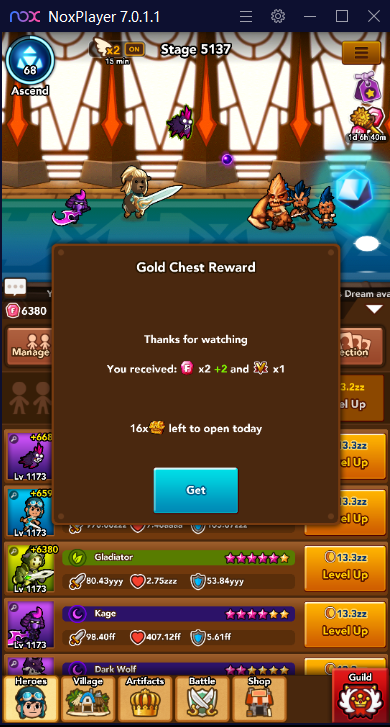 nox NoxPlayer 7.0.1.1
68
Ascend
x2 ON
15 min
Stage 5137
1d 6h 40m
Gold Chest Reward
Dream ava
6380
Thanks for watching
Manage
ection
You received: x2 +2 and x1
3.2zz
el Up
16x left to open today
+668
Lv 1173
13.3zz
Level Up
Get
+659
Lv 1173
13.3zz
Level Up
+6380
Lv 1173
Gladiator
80.43yyy 2.75zzz 53.84yyy
13.3zz
Level Up
Lv 1173
Kage
98.40ff 407.12ff 5.61ff
13.3zz
Level Up
Dark Wolf
13.3zz
Heroes Village Artifacts Battle Shop Guild